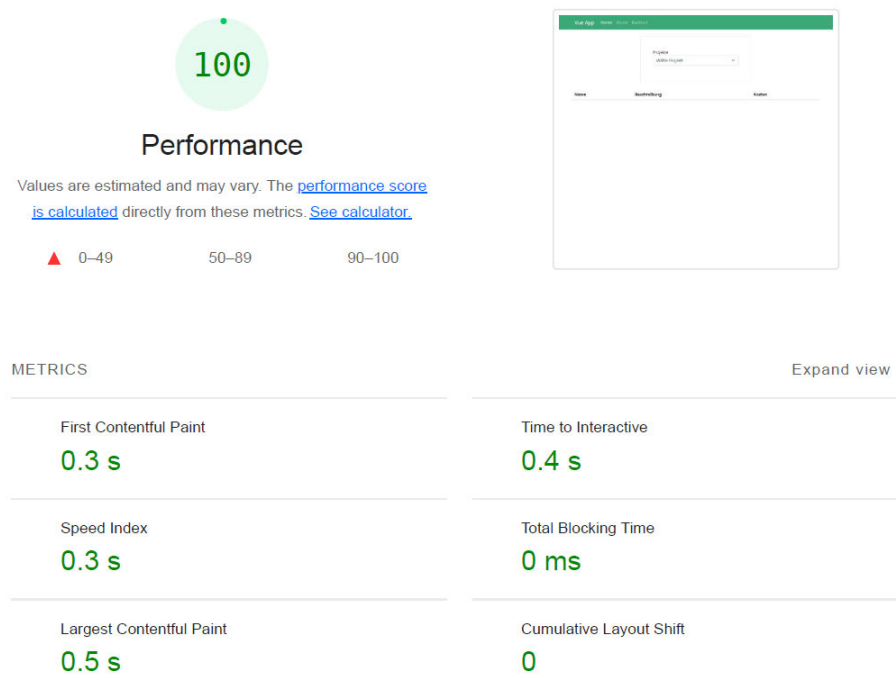 100
Performance
Values are estimated and may vary. The performance score
is calculated directly from these metrics. See calculator.
0–49 50–89 90–100
Vue App Home
Projekte
Name Beschreibung Kosten
METRICS Expand view
First Contentful Paint
0.3 s
Time to Interactive
0.4 s
Speed Index
0.3 s
Total Blocking Time
0 ms
Largest Contentful Paint
0.5 s
Cumulative Layout Shift
0